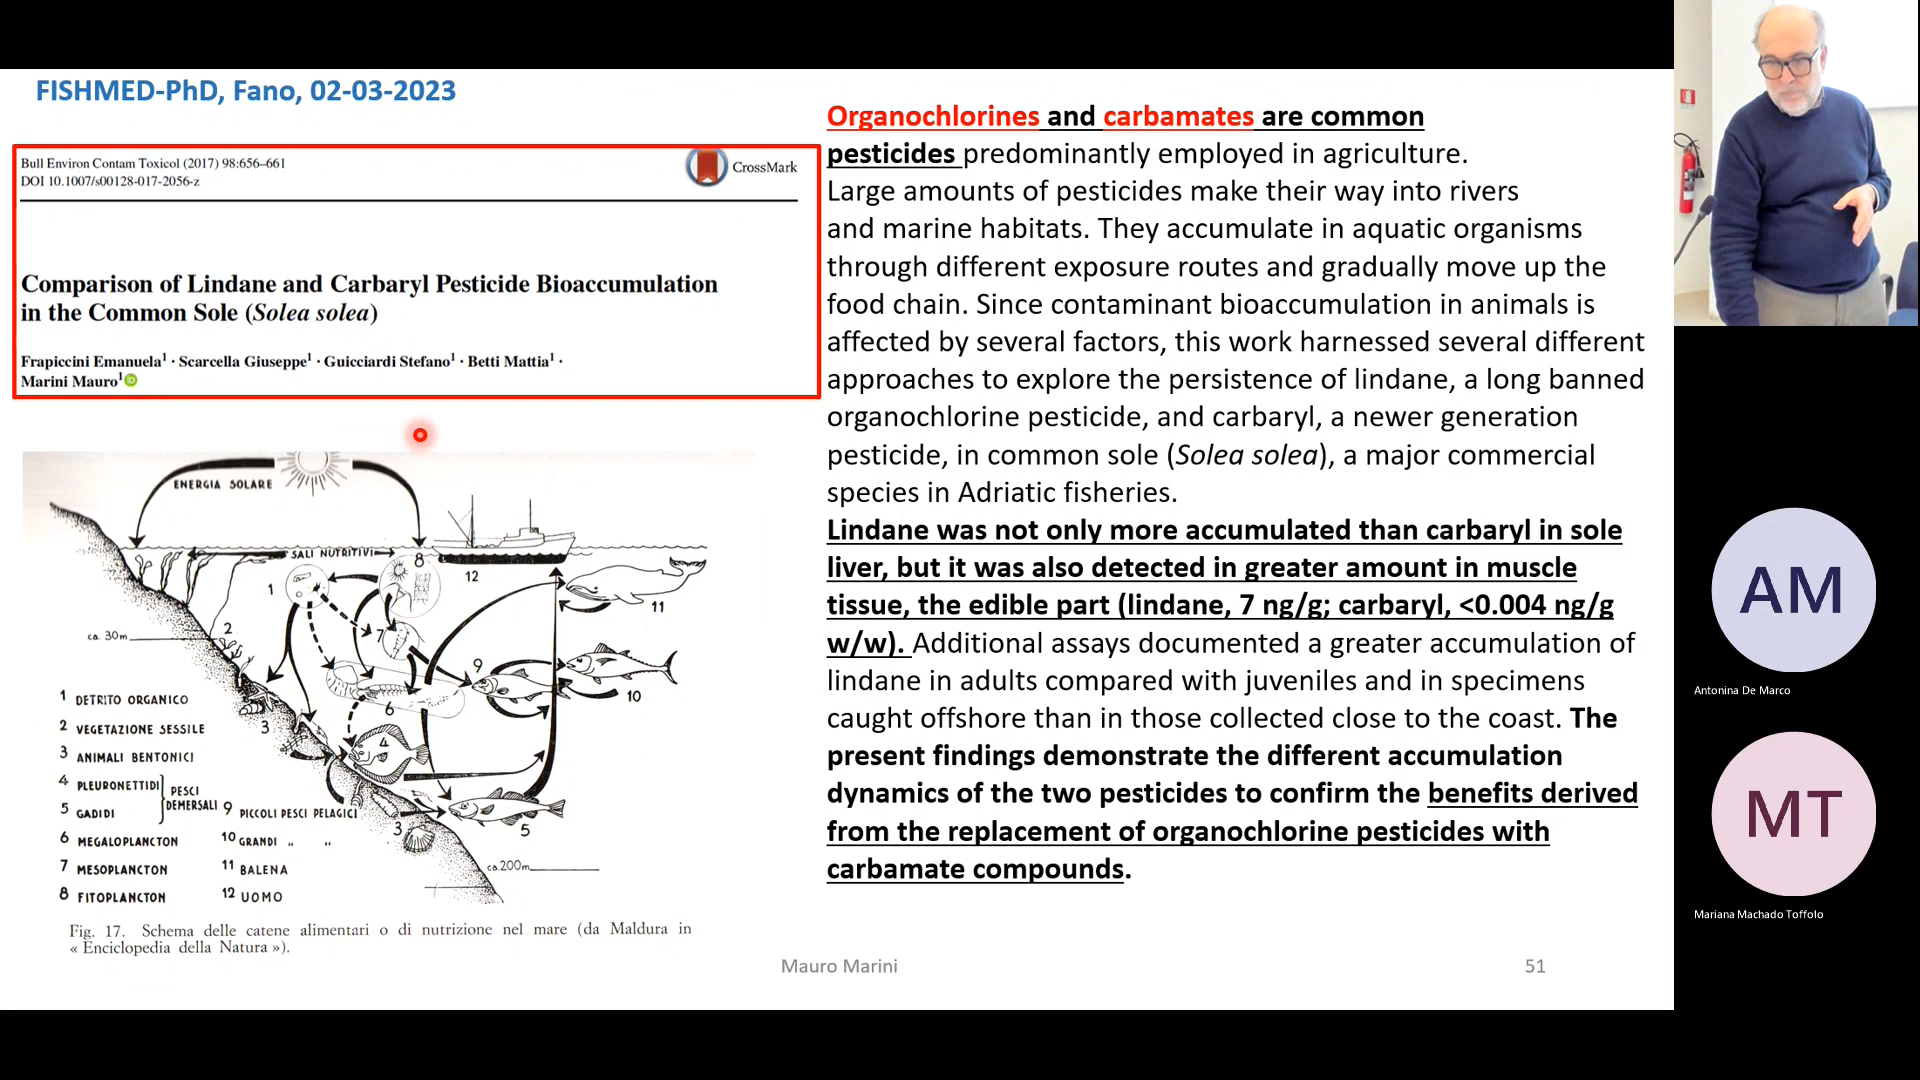 FISHMED-PhD, Fano, 02-03-2023
Bull Environ Contam Toxicol (2017) 98:656–661
DOI 10.1007/s00128-017-2056-z
CrossMark
Comparison of Lindane and Carbaryl Pesticide Bioaccumulation
in the Common Sole (Solea solea)
Frapiccini Emanuela1 · Scarcella Giuseppe1 · Guicciardi Stefano1 · Betti Mattia1 ·
Marini Mauro1
ENERGIA SOLARE
SALI NUTRITIVI
8
12
1
11
7
ca. 30m
2
9
10
6
3
4
3
5
ca. 200m
1 DETRITO ORGANICO
2 VEGETAZIONE SESSILE
3 ANIMALI BENTONICI
4 PLEURONETTIDI
5 GADIDI
PESCI
DEMERSALI
6 MEGALOPLANCTON
7 MESOPLANCTON
8 FITOPLANCTON
9 PICCOLI PESCI PELAGICI
10 GRANDI „ „
11 BALENA
12 UOMO
Fig. 17. Schema delle catene alimentari o di nutrizione nel mare (da Maldura in
« Enciclopedia della Natura »).
Organochlorines and carbamates are common
pesticides predominantly employed in agriculture.
Large amounts of pesticides make their way into rivers
and marine habitats. They accumulate in aquatic organisms
through different exposure routes and gradually move up the
food chain. Since contaminant bioaccumulation in animals is
affected by several factors, this work harnessed several different
approaches to explore the persistence of lindane, a long banned
organochlorine pesticide, and carbaryl, a newer generation
pesticide, in common sole (Solea solea), a major commercial
species in Adriatic fisheries.
Lindane was not only more accumulated than carbaryl in sole
liver, but it was also detected in greater amount in muscle
tissue, the edible part (lindane, 7 ng/g; carbaryl, <0.004 ng/g
w/w). Additional assays documented a greater accumulation of
lindane in adults compared with juveniles and in specimens
caught offshore than in those collected close to the coast. The
present findings demonstrate the different accumulation
dynamics of the two pesticides to confirm the benefits derived
from the replacement of organochlorine pesticides with
carbamate compounds.
Mauro Marini
51
AM
Antonina De Marco
MT
Mariana Machado Toffolo